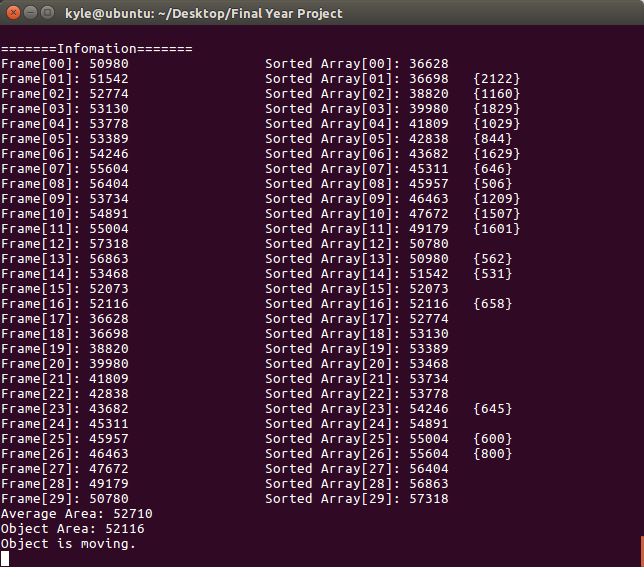 kyle@ubuntu: ~/Desktop/Final Year Project
=======Infomation=======
Frame[00]: 50980 Sorted Array[00]: 36628
Frame[01]: 51542 Sorted Array[01]: 36698 {2122}
Frame[02]: 52774 Sorted Array[02]: 38820 {1160}
Frame[03]: 53130 Sorted Array[03]: 39980 {1829}
Frame[04]: 53778 Sorted Array[04]: 41809 {1029}
Frame[05]: 53389 Sorted Array[05]: 42838 {844}
Frame[06]: 54246 Sorted Array[06]: 43682 {1629}
Frame[07]: 55604 Sorted Array[07]: 45311 {646}
Frame[08]: 56404 Sorted Array[08]: 45957 {506}
Frame[09]: 53734 Sorted Array[09]: 46463 {1209}
Frame[10]: 54891 Sorted Array[10]: 47672 {1507}
Frame[11]: 55004 Sorted Array[11]: 49179 {1601}
Frame[12]: 57318 Sorted Array[12]: 50780
Frame[13]: 56863 Sorted Array[13]: 50980 {562}
Frame[14]: 53468 Sorted Array[14]: 51542 {531}
Frame[15]: 52073 Sorted Array[15]: 52073
Frame[16]: 52116 Sorted Array[16]: 52116 {658}
Frame[17]: 36628 Sorted Array[17]: 52774
Frame[18]: 36698 Sorted Array[18]: 53130
Frame[19]: 38820 Sorted Array[19]: 53389
Frame[20]: 39980 Sorted Array[20]: 53468
Frame[21]: 41809 Sorted Array[21]: 53734
Frame[22]: 42838 Sorted Array[22]: 53778
Frame[23]: 43682 Sorted Array[23]: 54246 {645}
Frame[24]: 45311 Sorted Array[24]: 54891
Frame[25]: 45957 Sorted Array[25]: 55004 {600}
Frame[26]: 46463 Sorted Array[26]: 55604 {800}
Frame[27]: 47672 Sorted Array[27]: 56404
Frame[28]: 49179 Sorted Array[28]: 56863
Frame[29]: 50780 Sorted Array[29]: 57318
Average Area: 52710
Object Area: 52116
Object is moving.